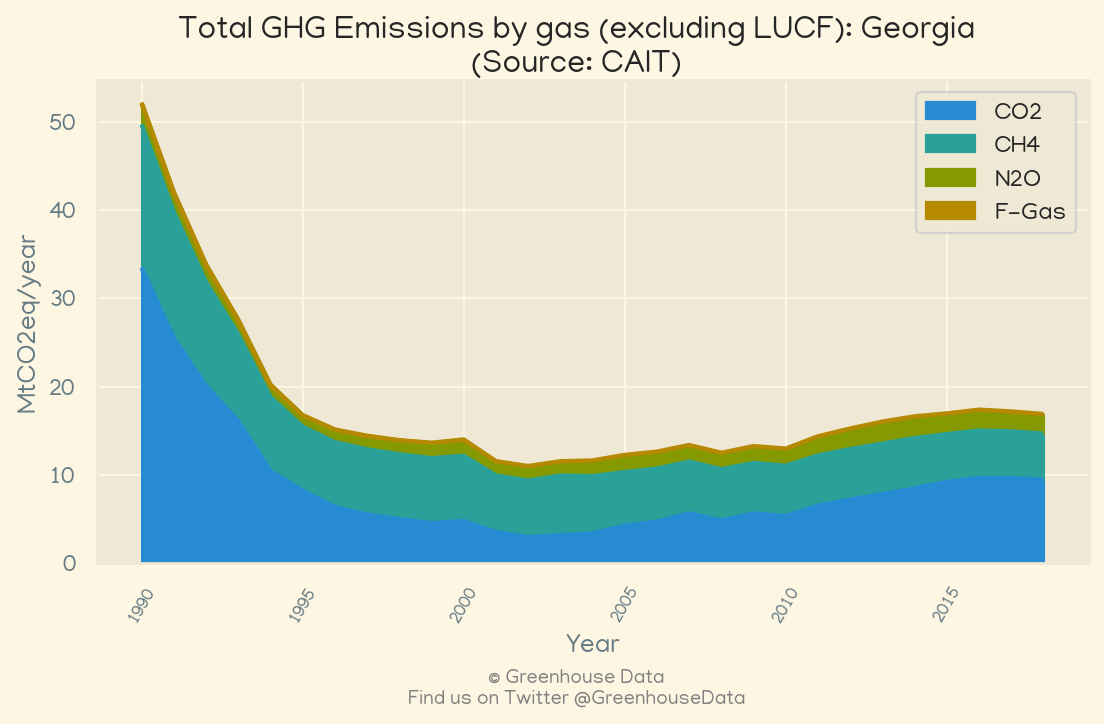 Total GHG Emissions by gas (excluding LUCF): Georgia
(Source: CAIT)
CO2
CH4
N2O
F-Gas
MtCO2eq/year
50
40
30
20
10
0
1990 1995 2000 2005 2010 2015
Year
© Greenhouse Data
Find us on Twitter @GreenhouseData